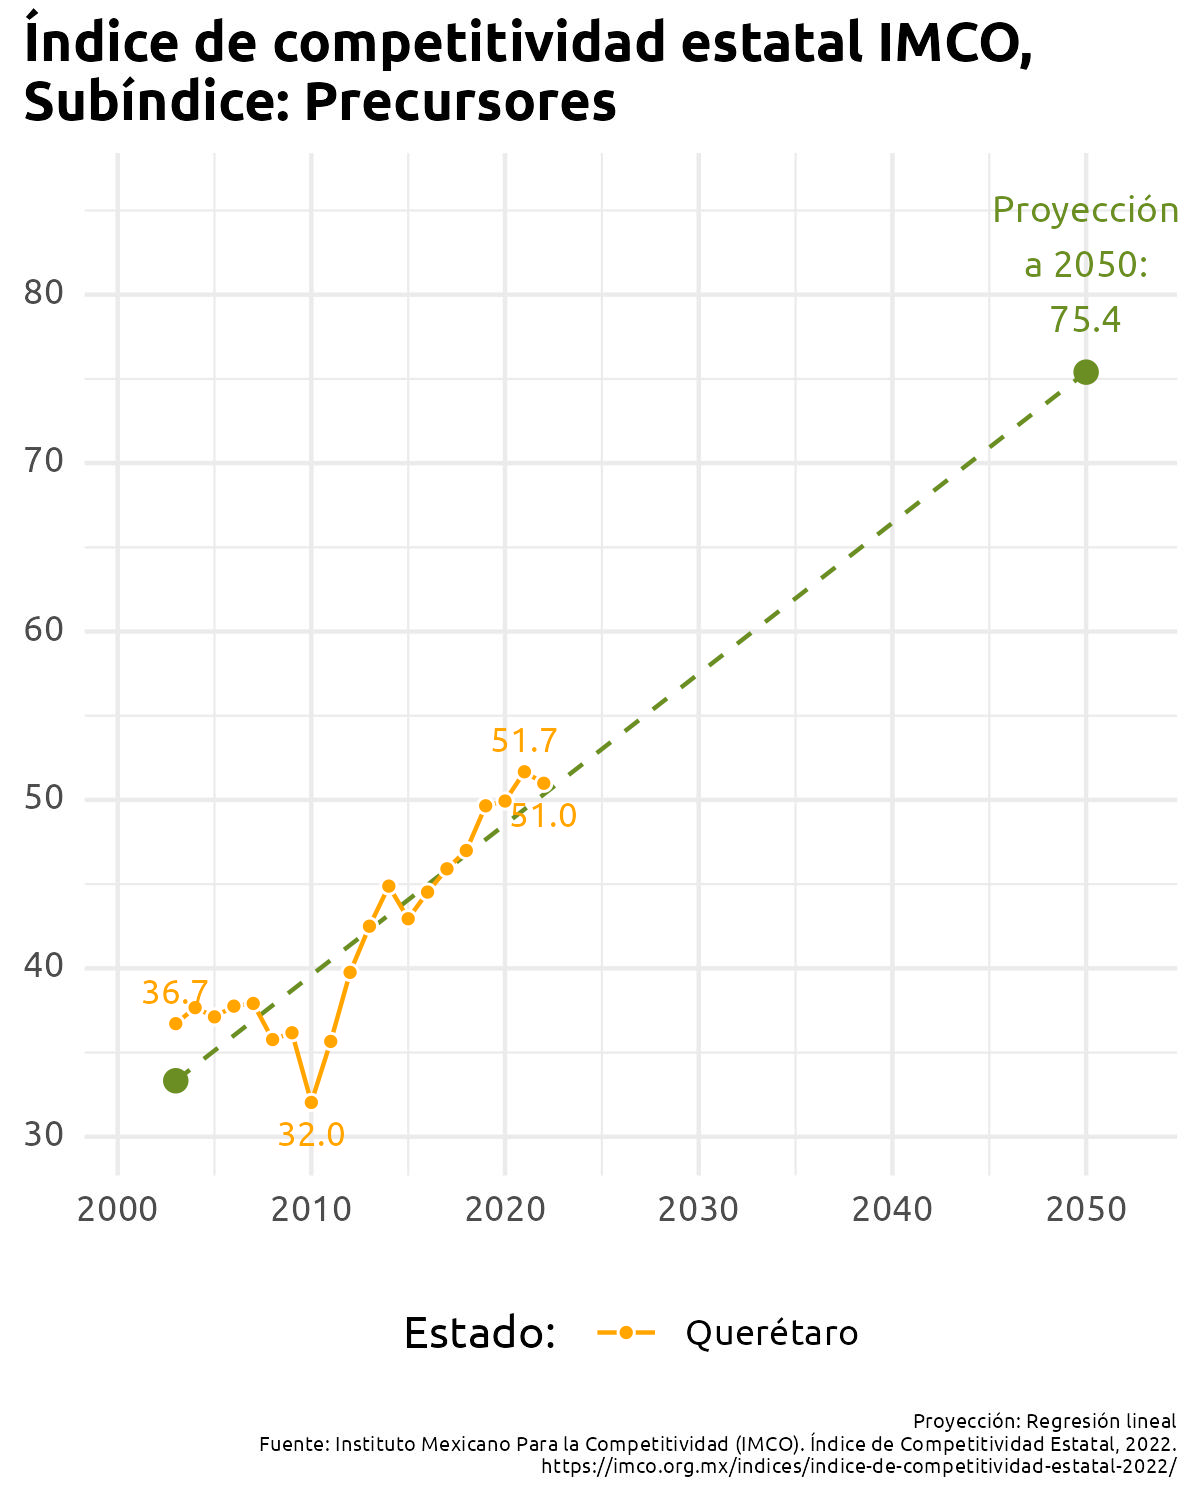 Índice de competitividad estatal IMCO,
Subíndice: Precursores
Proyección
a 2050:
75.4
80
70
60
50
40
30
51.7
51.0
36.7
32.0
2000 2010 2020 2030 2040 2050
Estado: Querétaro
Proyección: Regresión lineal
Fuente: Instituto Mexicano Para la Competitividad (IMCO). Índice de Competitividad Estatal, 2022.
https://imco.org.mx/indices/indice-de-competitividad-estatal-2022/